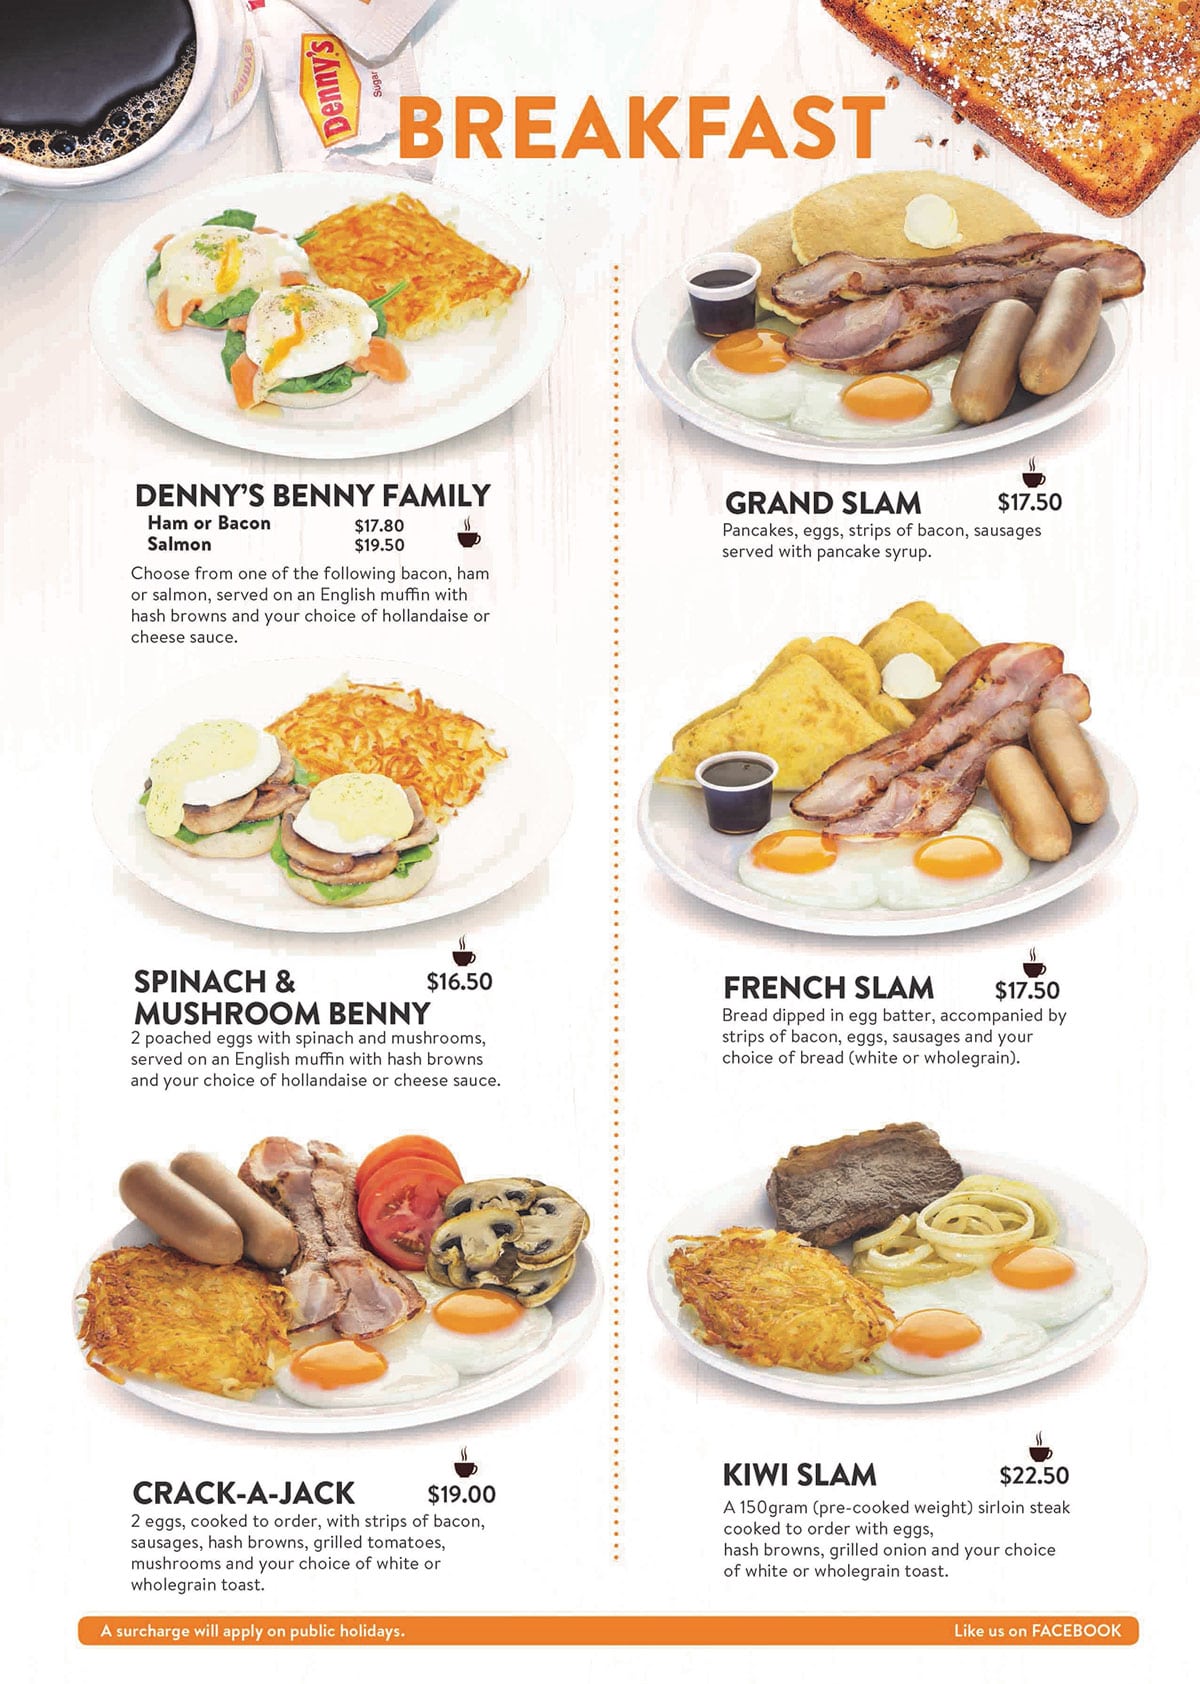 Denny's
Sugar
BREAKFAST
DENNY'S BENNY FAMILY
Ham or Bacon $17.80
Salmon $19.50
Choose from one of the following bacon, ham
or salmon, served on an English muffin with
hash browns and your choice of hollandaise or
cheese sauce.
SPINACH & $16.50
MUSHROOM BENNY
2 poached eggs with spinach and mushrooms,
served on an English muffin with hash browns
and your choice of hollandaise or cheese sauce.
CRACK-A-JACK $19.00
2 eggs, cooked to order, with strips of bacon,
sausages, hash browns, grilled tomatoes,
mushrooms and your choice of white or
wholegrain toast.
GRAND SLAM $17.50
Pancakes, eggs, strips of bacon, sausages
served with pancake syrup.
FRENCH SLAM $17.50
Bread dipped in egg batter, accompanied by
strips of bacon, eggs, sausages and your
choice of bread (white or wholegrain).
KIWI SLAM $22.50
A 150gram (pre-cooked weight) sirloin steak
cooked to order with eggs,
hash browns, grilled onion and your choice
of white or wholegrain toast.
A surcharge will apply on public holidays.
Like us on FACEBOOK